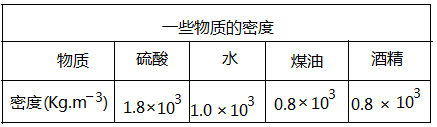 一些物质的密度
物质 硫酸 水 煤油 酒精
密度(Kg.m⁻³) 1.8×10³ 1.0×10³ 0.8×10³ 0.8 × 10³